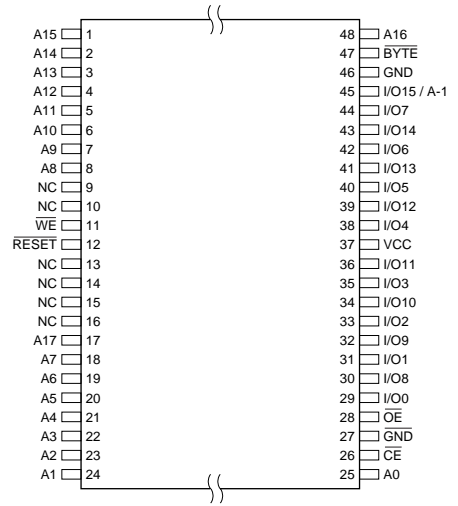 A15 1 48 A16
A14 2 47 BYTE
A13 3 46 GND
A12 4 45 I/O15 / A-1
A11 5 44 I/O7
A10 6 43 I/O14
A9 7 42 I/O6
A8 8 41 I/O13
NC 9 40 I/O5
NC 10 39 I/O12
WE 11 38 I/O4
RESET 12 37 VCC
NC 13 36 I/O11
NC 14 35 I/O3
NC 15 34 I/O10
NC 16 33 I/O2
A17 17 32 I/O9
A7 18 31 I/O1
A6 19 30 I/O8
A5 20 29 I/O0
A4 21 28 OE
A3 22 27 GND
A2 23 26 CE
A1 24 25 A0